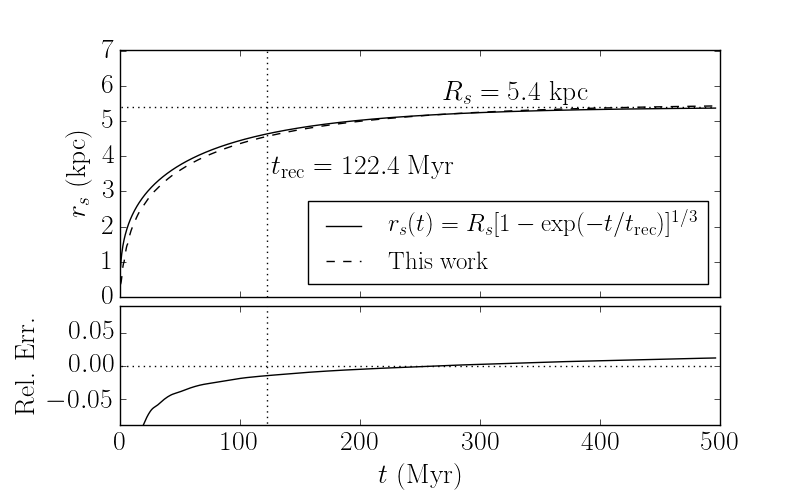 7
6
5
4
3
2
1
0
r_s (kpc)
R_s = 5.4 kpc
t_rec = 122.4 Myr
r_s(t) = R_s[1 − exp(−t/t_rec)]^{1/3}
This work
0.05
0.00
−0.05
Rel. Err.
0 100 200 300 400 500
t (Myr)